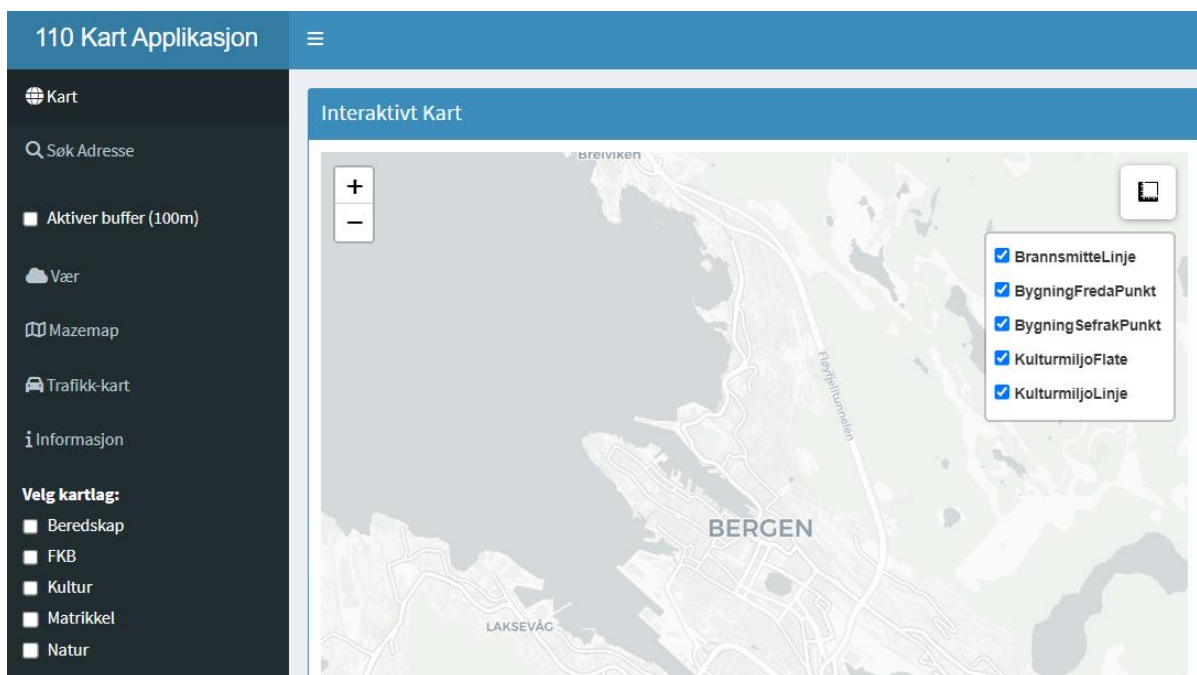 110 Kart Applikasjon
Kart
Søk Adresse
Aktiver buffer (100m)
Vær
Mazemap
Trafikk-kart
Informasjon
Velg kartlag:
Beredskap
FKB
Kultur
Matrikkel
Natur
Interaktivt Kart
+
−
Breiviken
BrannsmitteLinje
BygningFredaPunkt
BygningSefrakPunkt
KulturmiljoFlate
KulturmiljoLinje
Fløyfjelltunnelen
BERGEN
LAKSEVÅG